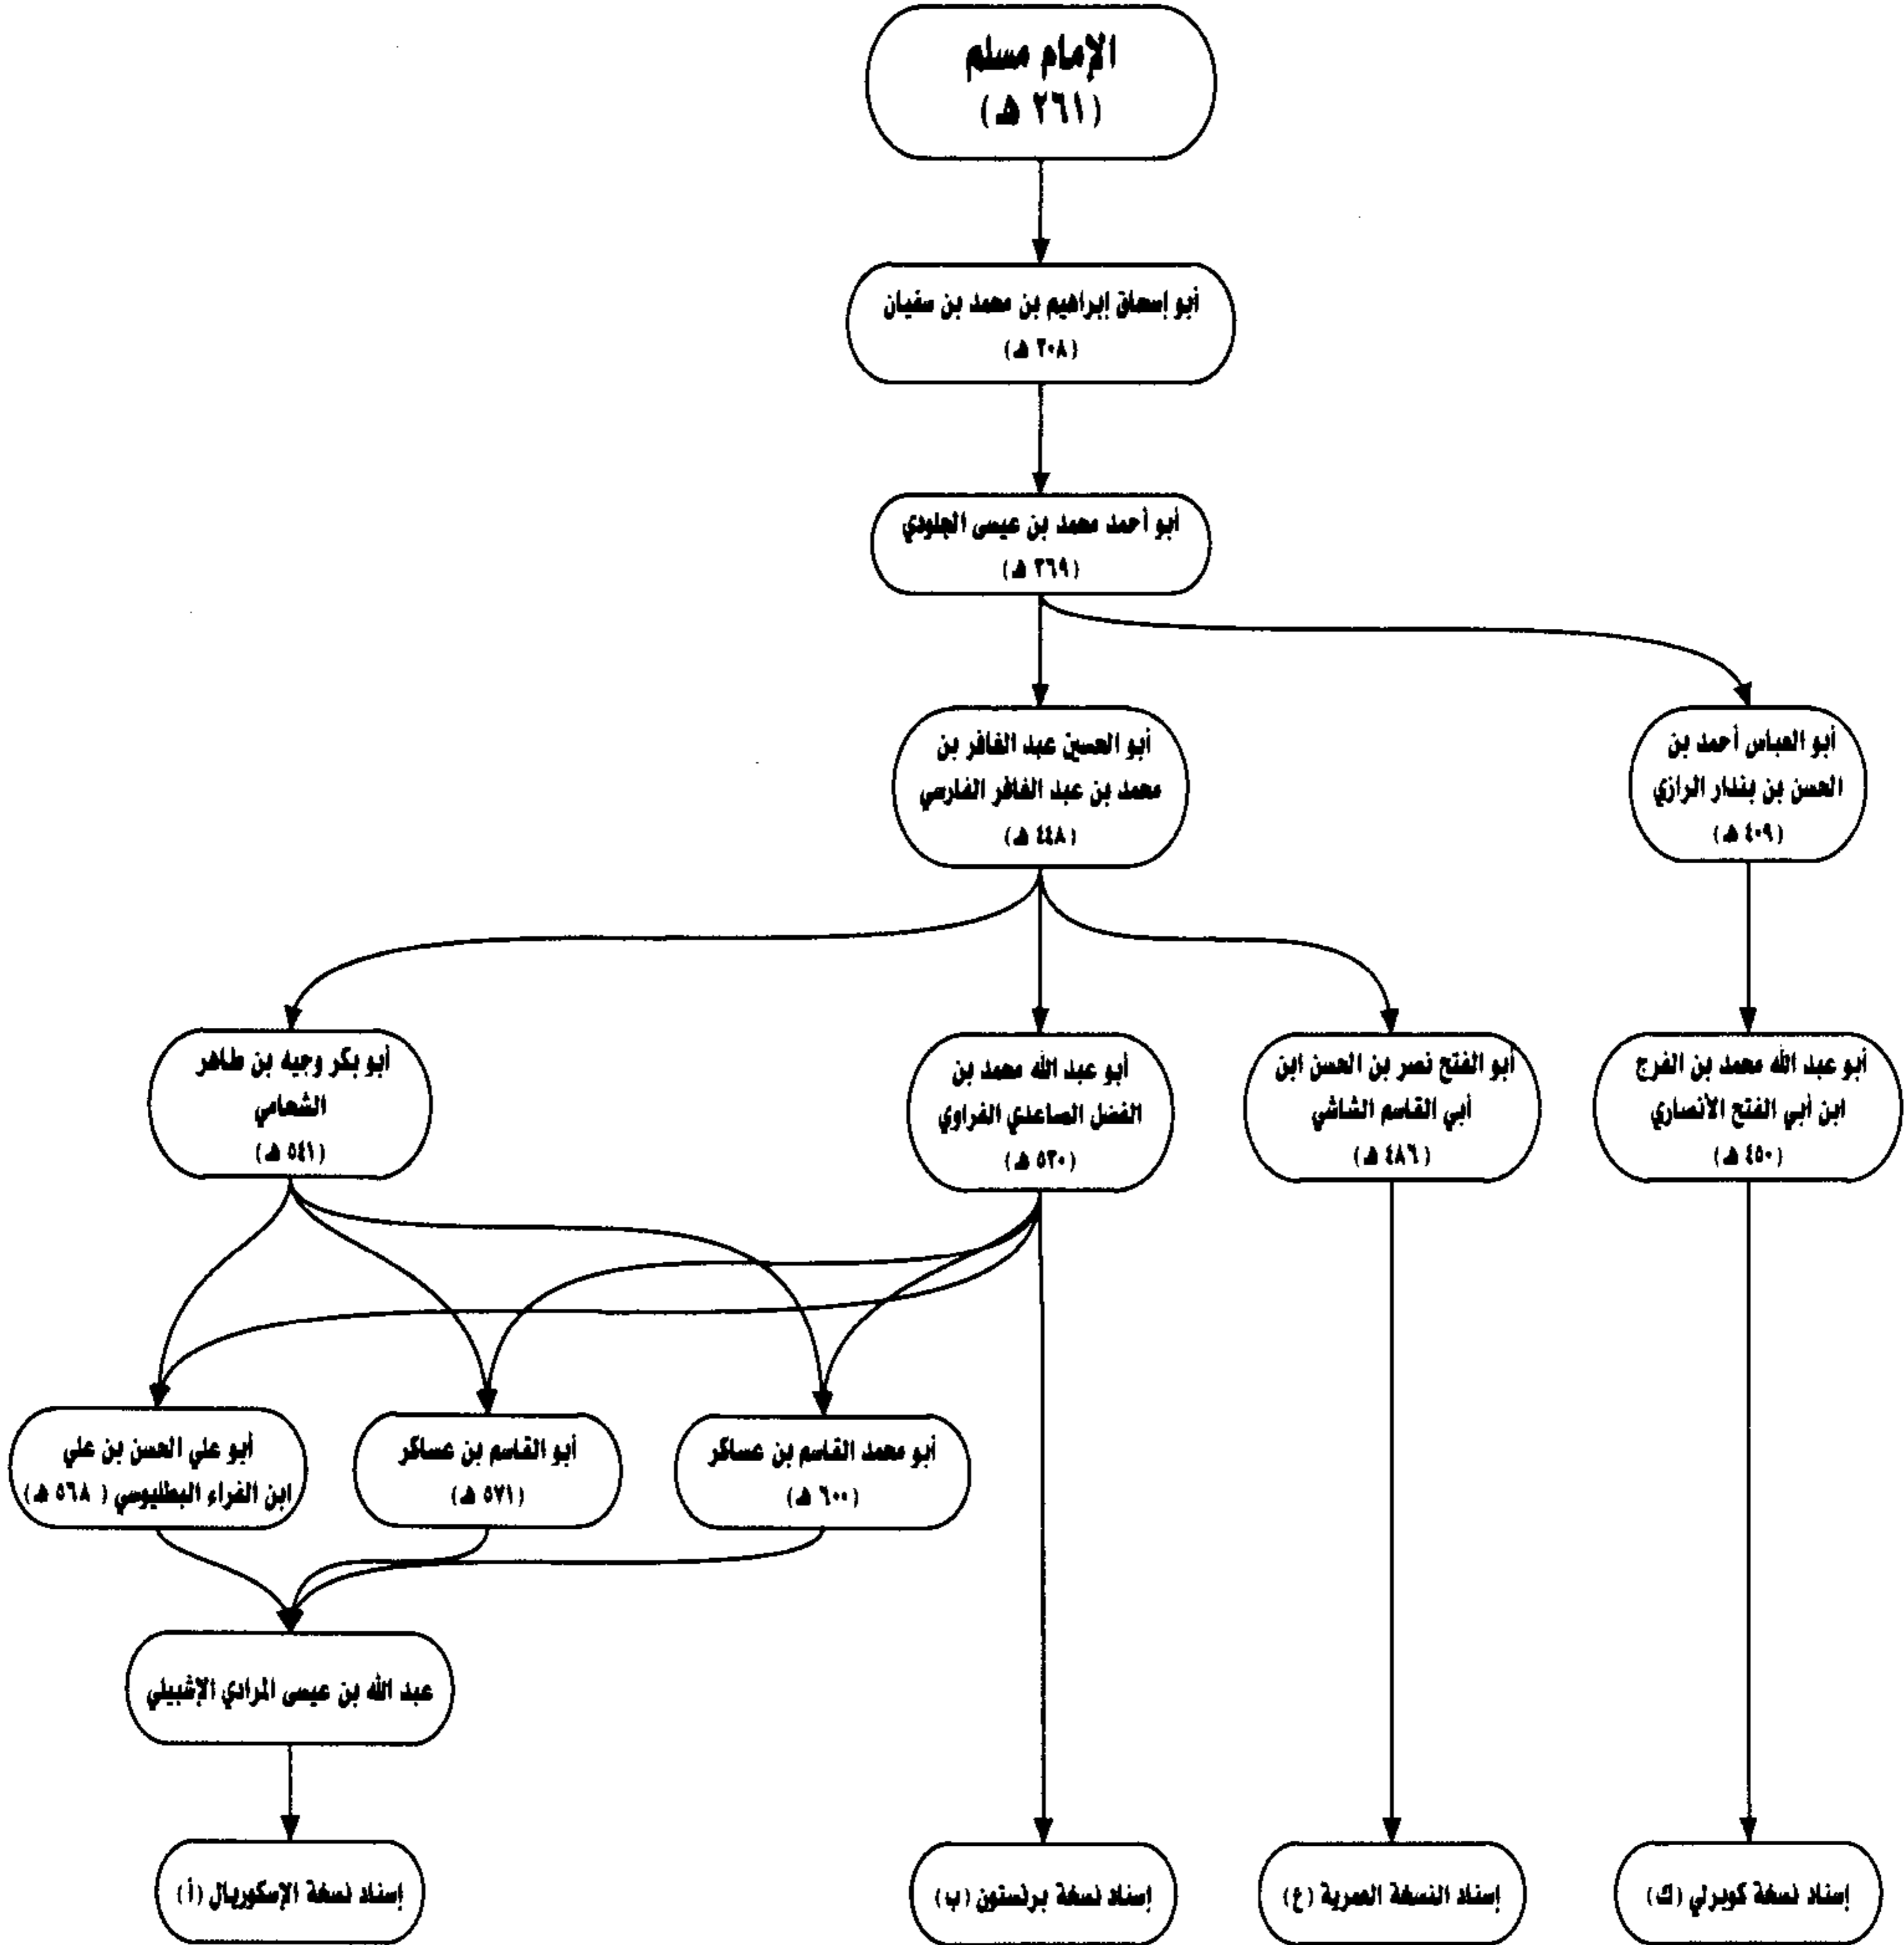 الإمام مسلم
(٢٦١ هـ)
أبو إسحاق إبراهيم بن محمد بن سفيان
(٣٠٨ هـ)
أبو أحمد محمد بن عيسى الجلودي
(٣٦٩ هـ)
أبو العباس أحمد بن
الحسن بن بندار الرازي
(٤٠٩ هـ)
أبو الحسين عبد الغافر بن
محمد بن عبد الغافر الفارسي
(٤٤٨ هـ)
أبو عبد الله محمد بن الفرج
ابن أبي الفتح الأنصاري
(٤٥٠ هـ)
أبو الفتح نصر بن الحسن ابن
أبي القاسم الشاشي
(٤٨٦ هـ)
أبو عبد الله محمد بن
الفضل الصاعدي الفراوي
(٥٣٠ هـ)
أبو بكر وجيه بن طاهر
الشحامي
(٥٤١ هـ)
أبو محمد القاسم بن عساكر
(٦٠٠ هـ)
أبو القاسم بن عساكر
(٥٧١ هـ)
أبو علي الحسن بن علي
ابن الفراء البطليوسي (٥٦٨ هـ)
عبد الله بن عيسى المرادي الإشبيلي
إسناد نسخة كوبرلي (ك)
إسناد النسخة العمرية (ع)
إسناد نسخة برنستون (ب)
إسناد نسخة الإسكوريال (أ)